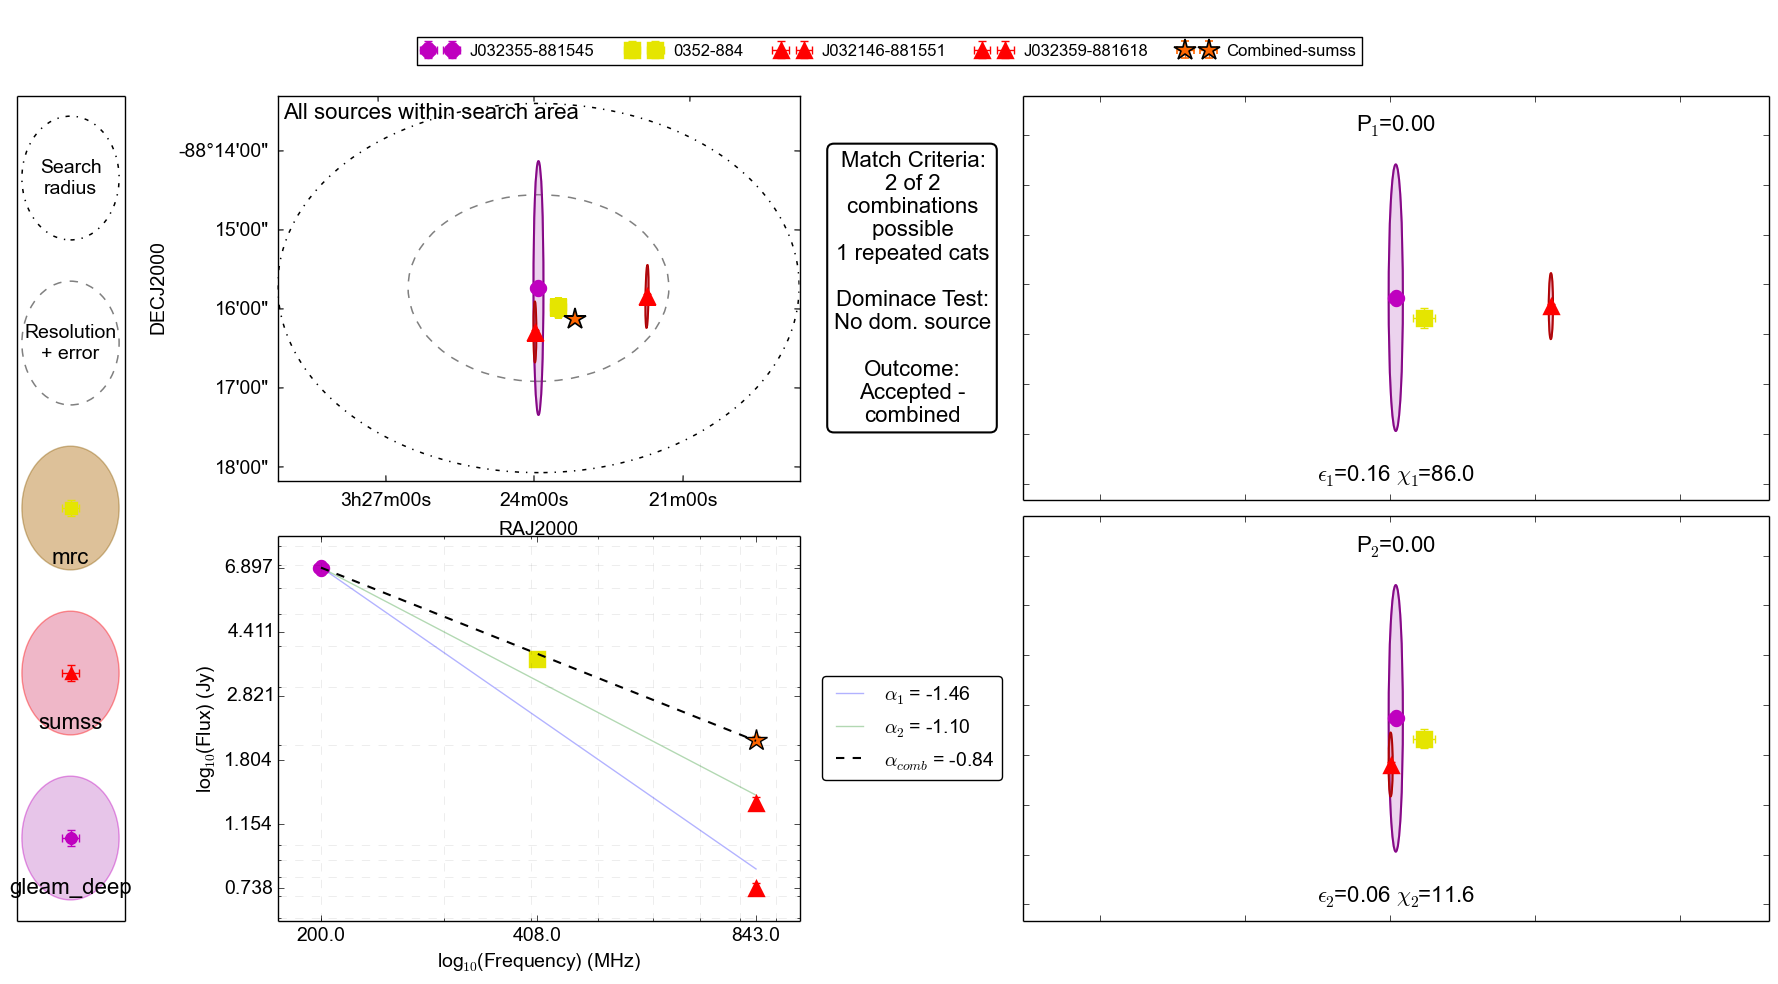 J032355-881545 0352-884 J032146-881551 J032359-881618 Combined-sumss
Search
radius
Resolution
+ error
mrc
sumss
gleam_deep
All sources within search area
DECJ2000
-88°14'00"
15'00"
16'00"
17'00"
18'00"
3h27m00s 24m00s 21m00s
RAJ2000
Match Criteria:
2 of 2
combinations
possible
1 repeated cats
Dominace Test:
No dom. source
Outcome:
Accepted -
combined
P1=0.00
ϵ1=0.16 χ1=86.0
log10(Flux) (Jy)
6.897
4.411
2.821
1.804
1.154
0.738
200.0 408.0 843.0
log10(Frequency) (MHz)
α1 = -1.46
α2 = -1.10
αcomb = -0.84
P2=0.00
ϵ2=0.06 χ2=11.6